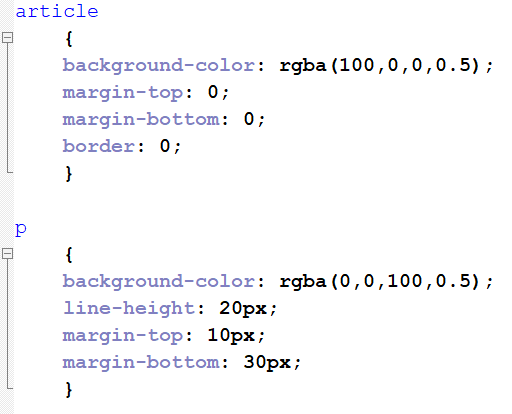 article
{
background-color: rgba(100,0,0,0.5);
margin-top: 0;
margin-bottom: 0;
border: 0;
}
p
{
background-color: rgba(0,0,100,0.5);
line-height: 20px;
margin-top: 10px;
margin-bottom: 30px;
}